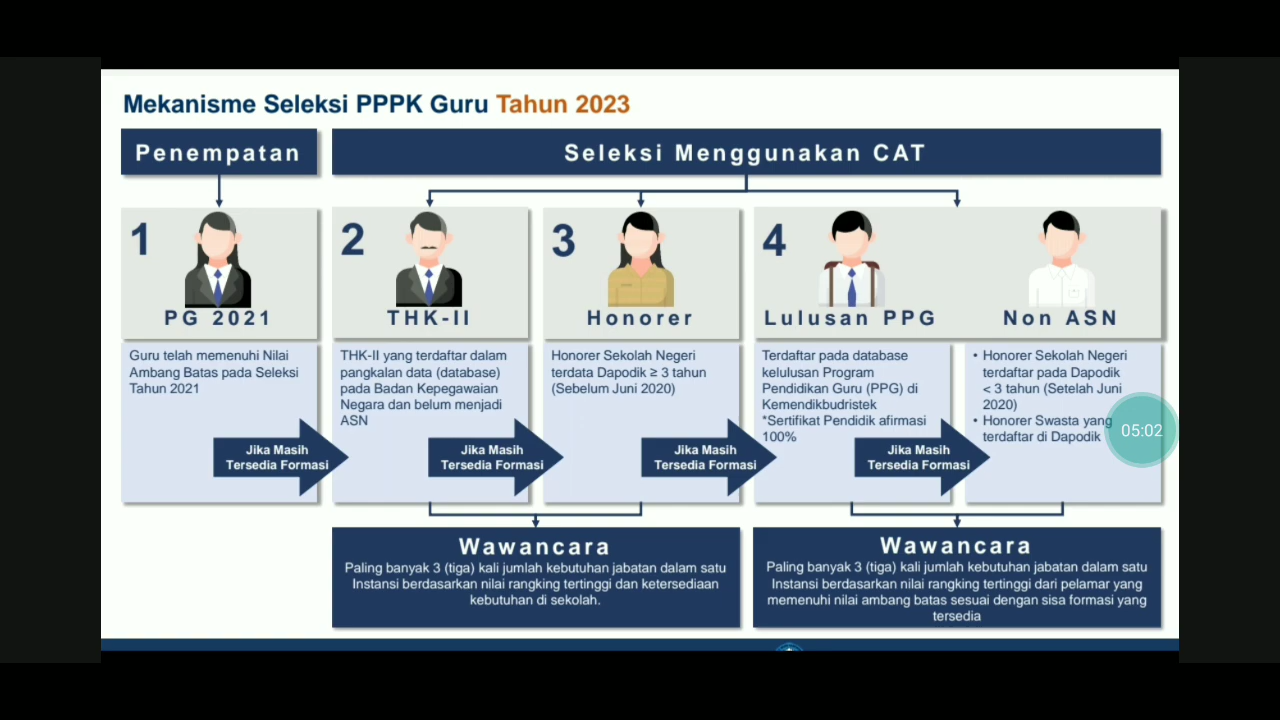 Mekanisme Seleksi PPPK Guru Tahun 2023
Penempatan
Seleksi Menggunakan CAT
1
PG 2021
Guru telah memenuhi Nilai
Ambang Batas pada Seleksi
Tahun 2021
Jika Masih
Tersedia Formasi
2
THK-II
THK-II yang terdaftar dalam
pangkalan data (database)
pada Badan Kepegawaian
Negara dan belum menjadi
ASN
Jika Masih
Tersedia Formasi
3
Honorer
Honorer Sekolah Negeri
terdata Dapodik ≥ 3 tahun
(Sebelum Juni 2020)
Jika Masih
Tersedia Formasi
4
Lulusan PPG
Terdaftar pada database
kelulusan Program
Pendidikan Guru (PPG) di
Kemendikbudristek
*Sertifikat Pendidik afirmasi
100%
Jika Masih
Tersedia Formasi
Non ASN
• Honorer Sekolah Negeri
terdaftar pada Dapodik
< 3 tahun (Setelah Juni
2020)
• Honorer Swasta yang
terdaftar di Dapodik
05:02
Wawancara
Paling banyak 3 (tiga) kali jumlah kebutuhan jabatan dalam satu
Instansi berdasarkan nilai rangking tertinggi dan ketersediaan
kebutuhan di sekolah.
Wawancara
Paling banyak 3 (tiga) kali jumlah kebutuhan jabatan dalam satu
Instansi berdasarkan nilai rangking tertinggi dari pelamar yang
memenuhi nilai ambang batas sesuai dengan sisa formasi yang
tersedia